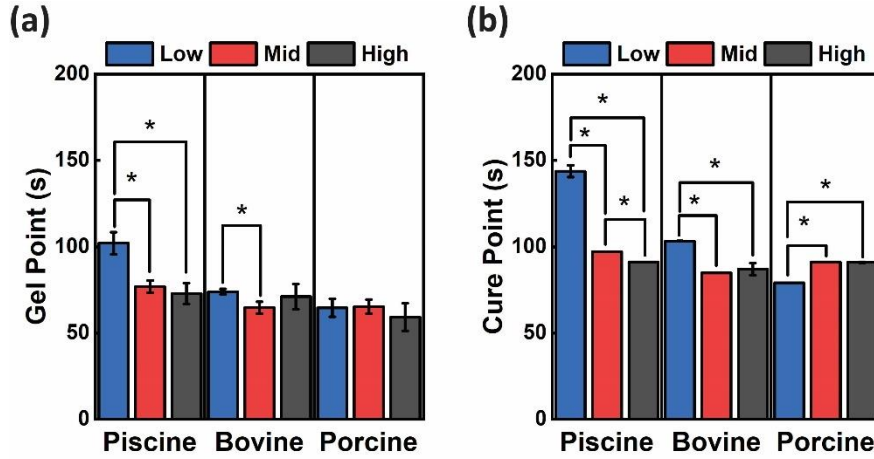 (a)
Low Mid High
200
150
100
50
0
Gel Point (s)
*
*
*
Piscine Bovine Porcine
(b)
Low Mid High
200
150
100
50
0
Cure Point (s)
*
*
*
*
*
*
*
Piscine Bovine Porcine